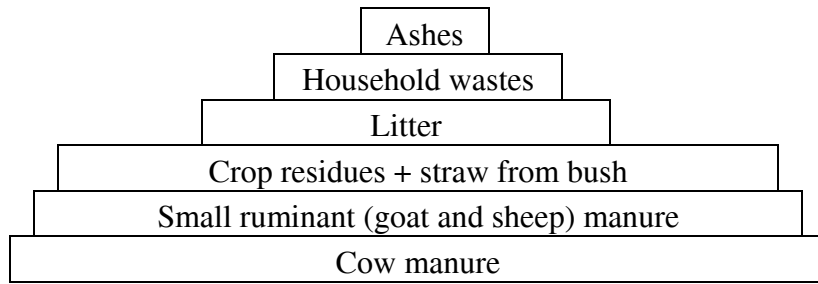 Ashes
Household wastes
Litter
Crop residues + straw from bush
Small ruminant (goat and sheep) manure
Cow manure